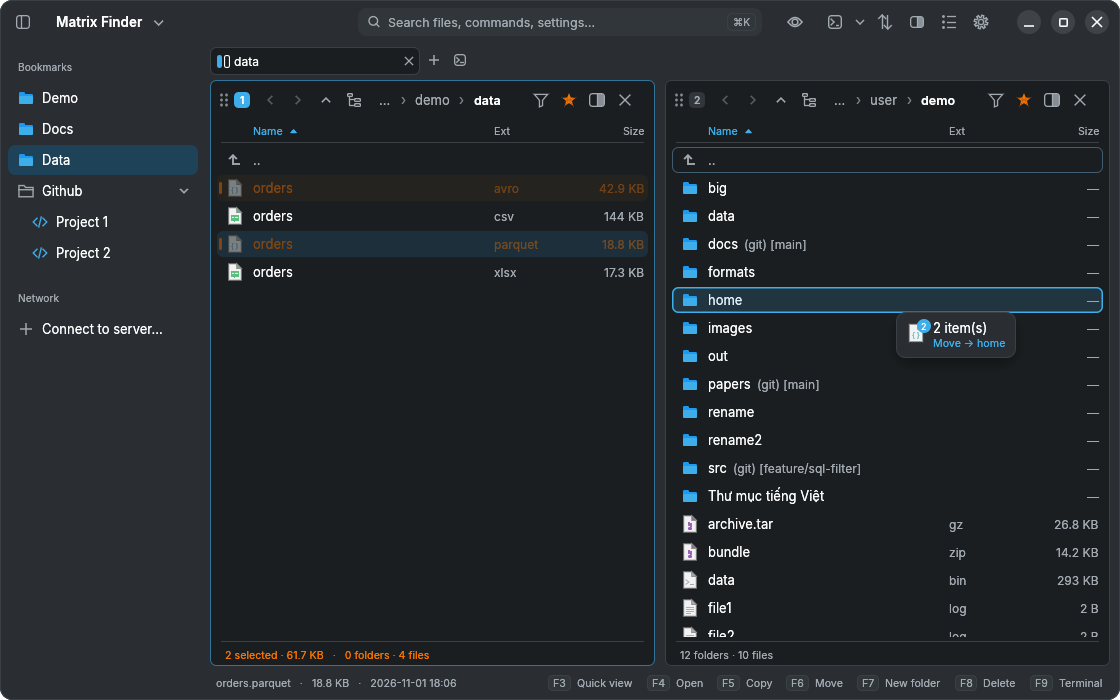 Matrix Finder
Search files, commands, settings...
⌘K
Bookmarks
Demo
Docs
Data
Github
Project 1
Project 2
Network
Connect to server...
data
1
... › demo › data
Name Ext Size
..
orders avro 42.9 KB
orders csv 144 KB
orders parquet 18.8 KB
orders xlsx 17.3 KB
2 selected · 61.7 KB · 0 folders · 4 files
2
... › user › demo
Name Ext Size
..
big —
data —
docs (git) [main] —
formats —
home —
images —
out —
papers (git) [main] —
rename —
rename2 —
src (git) [feature/sql-filter] —
Thư mục tiếng Việt —
archive.tar gz 26.8 KB
bundle zip 14.2 KB
data bin 293 KB
file1 log 2 B
file2 log 2 B
2
2 item(s)
Move → home
12 folders · 10 files
orders.parquet · 18.8 KB · 2026-11-01 18:06
F3 Quick view F4 Open F5 Copy F6 Move F7 New folder F8 Delete F9 Terminal